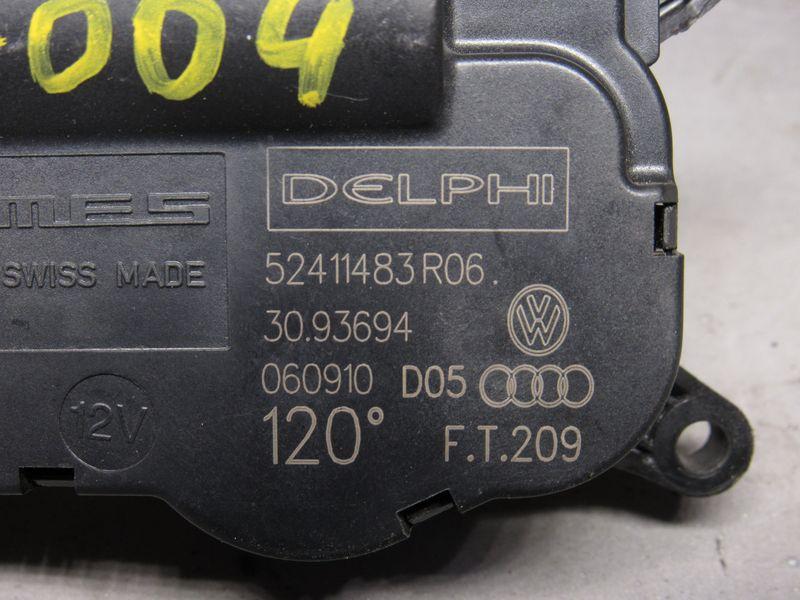 -004
DELPHI
SWISS MADE
52411483R06.
30.93694
060910 D05
12V
120° F.T.209